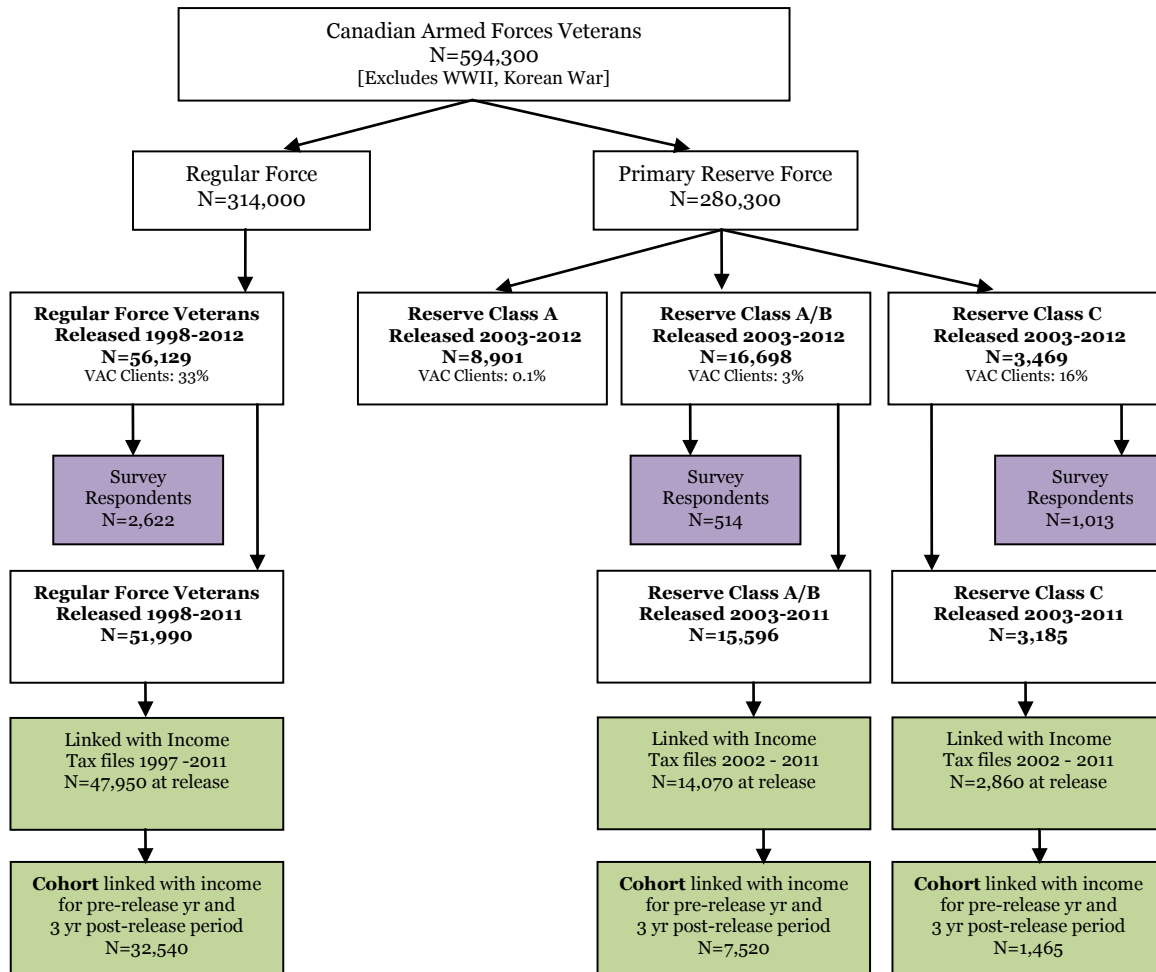 Canadian Armed Forces Veterans
N=594,300
[Excludes WWII, Korean War]
Regular Force
N=314,000
Primary Reserve Force
N=280,300
Regular Force Veterans
Released 1998-2012
N=56,129
VAC Clients: 33%
Reserve Class A
Released 2003-2012
N=8,901
VAC Clients: 0.1%
Reserve Class A/B
Released 2003-2012
N=16,698
VAC Clients: 3%
Reserve Class C
Released 2003-2012
N=3,469
VAC Clients: 16%
Survey
Respondents
N=2,622
Survey
Respondents
N=514
Survey
Respondents
N=1,013
Regular Force Veterans
Released 1998-2011
N=51,990
Reserve Class A/B
Released 2003-2011
N=15,596
Reserve Class C
Released 2003-2011
N=3,185
Linked with Income
Tax files 1997 -2011
N=47,950 at release
Linked with Income
Tax files 2002 - 2011
N=14,070 at release
Linked with Income
Tax files 2002 - 2011
N=2,860 at release
Cohort linked with income
for pre-release yr and
3 yr post-release period
N=32,540
Cohort linked with income
for pre-release yr and
3 yr post-release period
N=7,520
Cohort linked with income
for pre-release yr and
3 yr post-release period
N=1,465